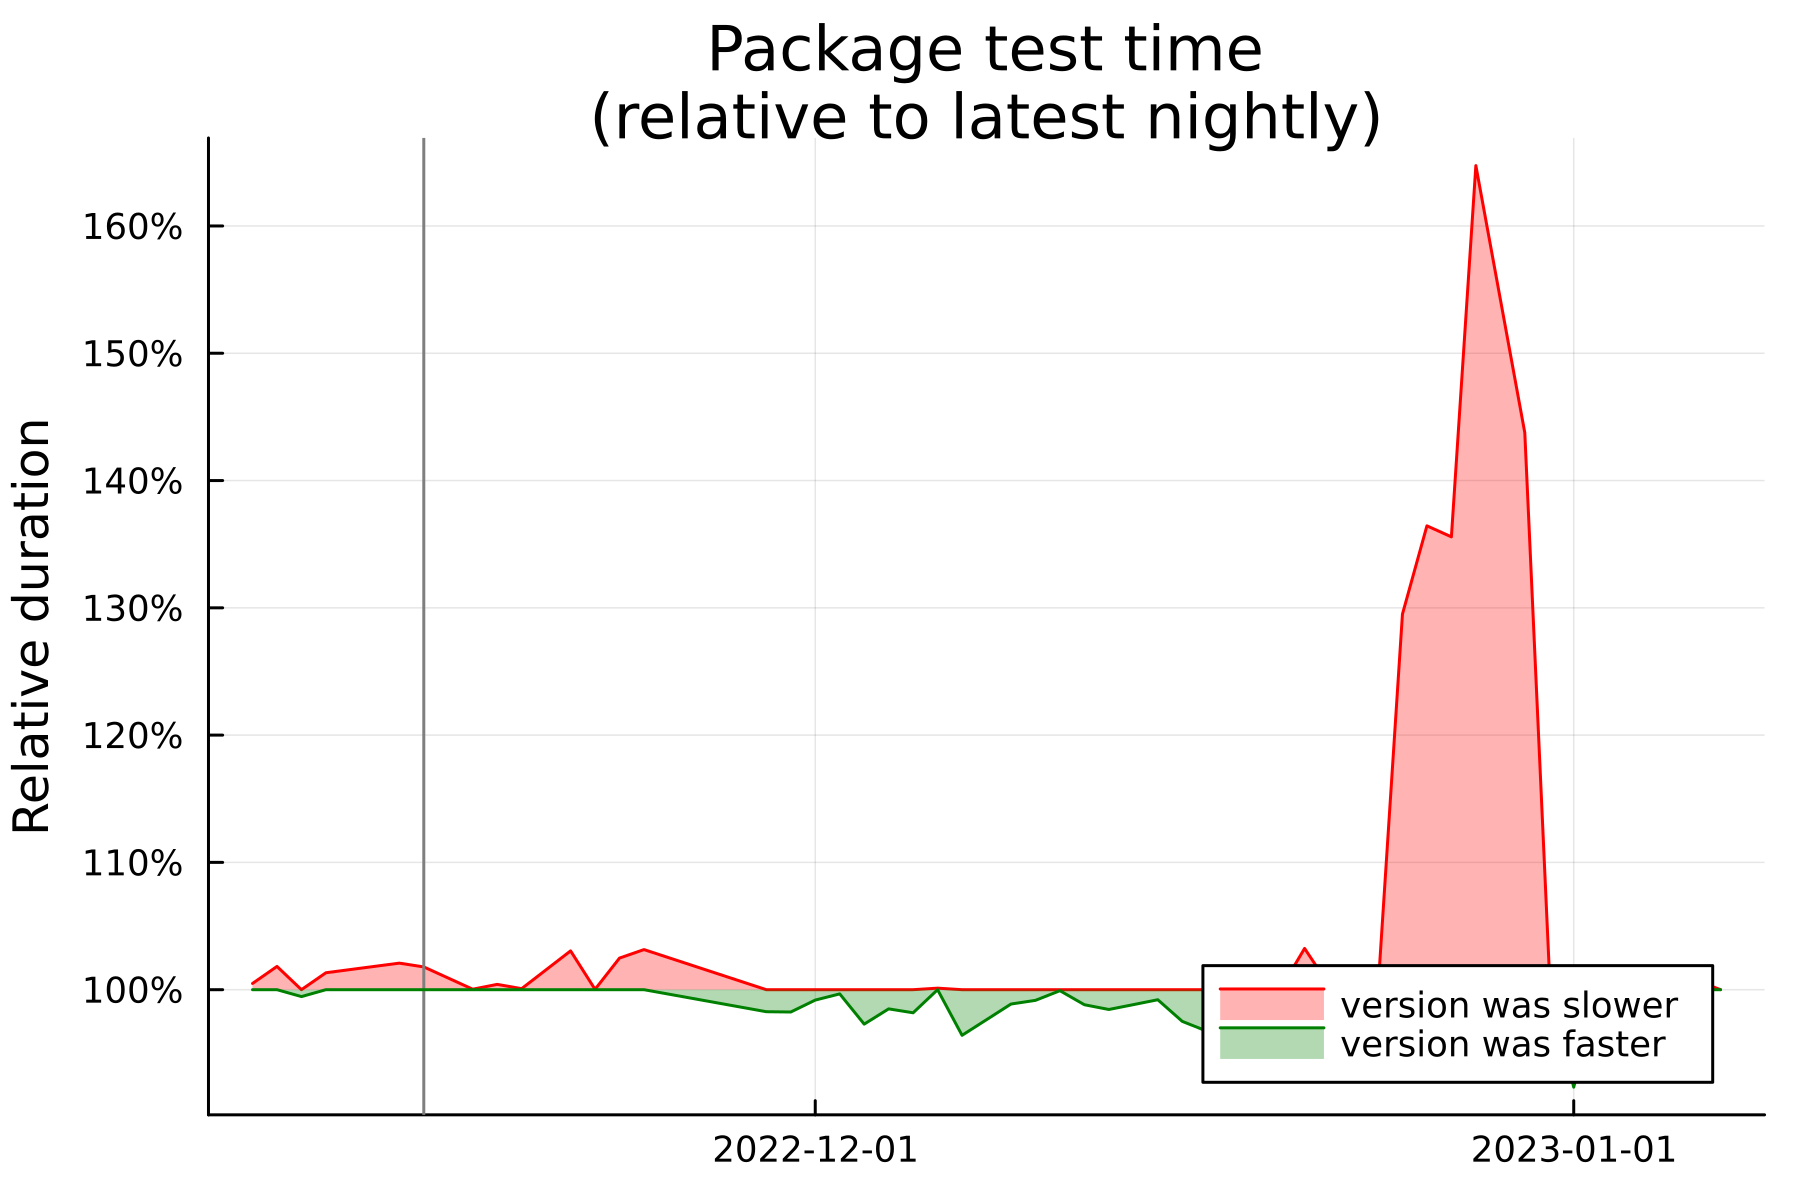 Package test time
(relative to latest nightly)
Relative duration
160%
150%
140%
130%
120%
110%
100%
version was slower
version was faster
2022-12-01
2023-01-01